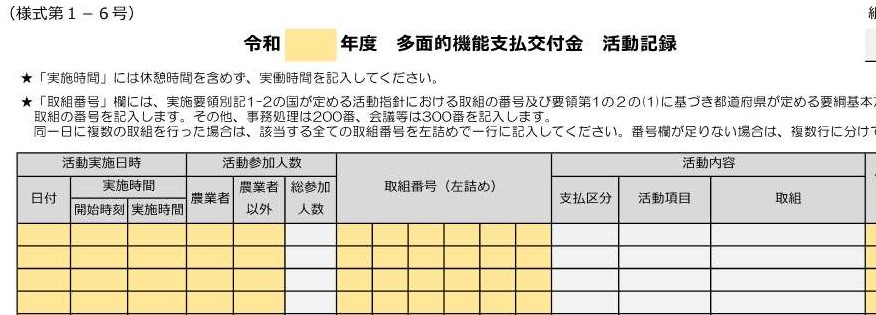 （様式第１－６号）
令和　　年度　多面的機能支払交付金　活動記録
★「実施時間」には休憩時間を含めず、実働時間を記入してください。
★「取組番号」欄には、実施要領別記1-2の国が定める活動指針における取組の番号及び要領第1の2の(1)に基づき都道府県が定める要綱基本
取組の番号を記入します。その他、事務処理は200番、会議等は300番を記入します。
同一日に複数の取組を行った場合は、該当する全ての取組番号を左詰めで一行に記入してください。番号欄が足りない場合は、複数行に分けて
活動実施日時
活動参加人数
取組番号（左詰め）
活動内容
日付
実施時間
開始時刻
実施時間
農業者
農業者
以外
総参加
人数
支払区分
活動項目
取組